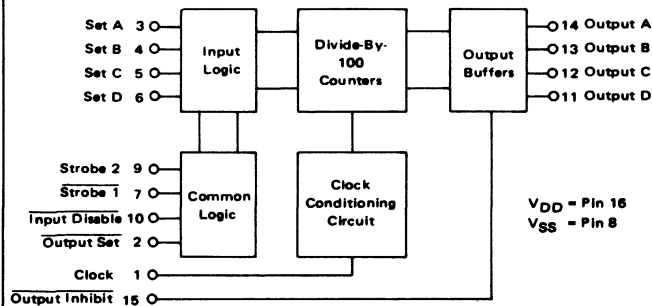 Set A 3
Set B 4
Set C 5
Set D 6
Input
Logic
Divide-By-
100
Counters
Output
Buffers
14 Output A
13 Output B
12 Output C
11 Output D
Strobe 2 9
Strobe 1 7
Input Disable 10
Output Set 2
Common
Logic
Clock
Conditioning
Circuit
VDD = Pin 16
VSS = Pin 8
Clock 1
Output Inhibit 15